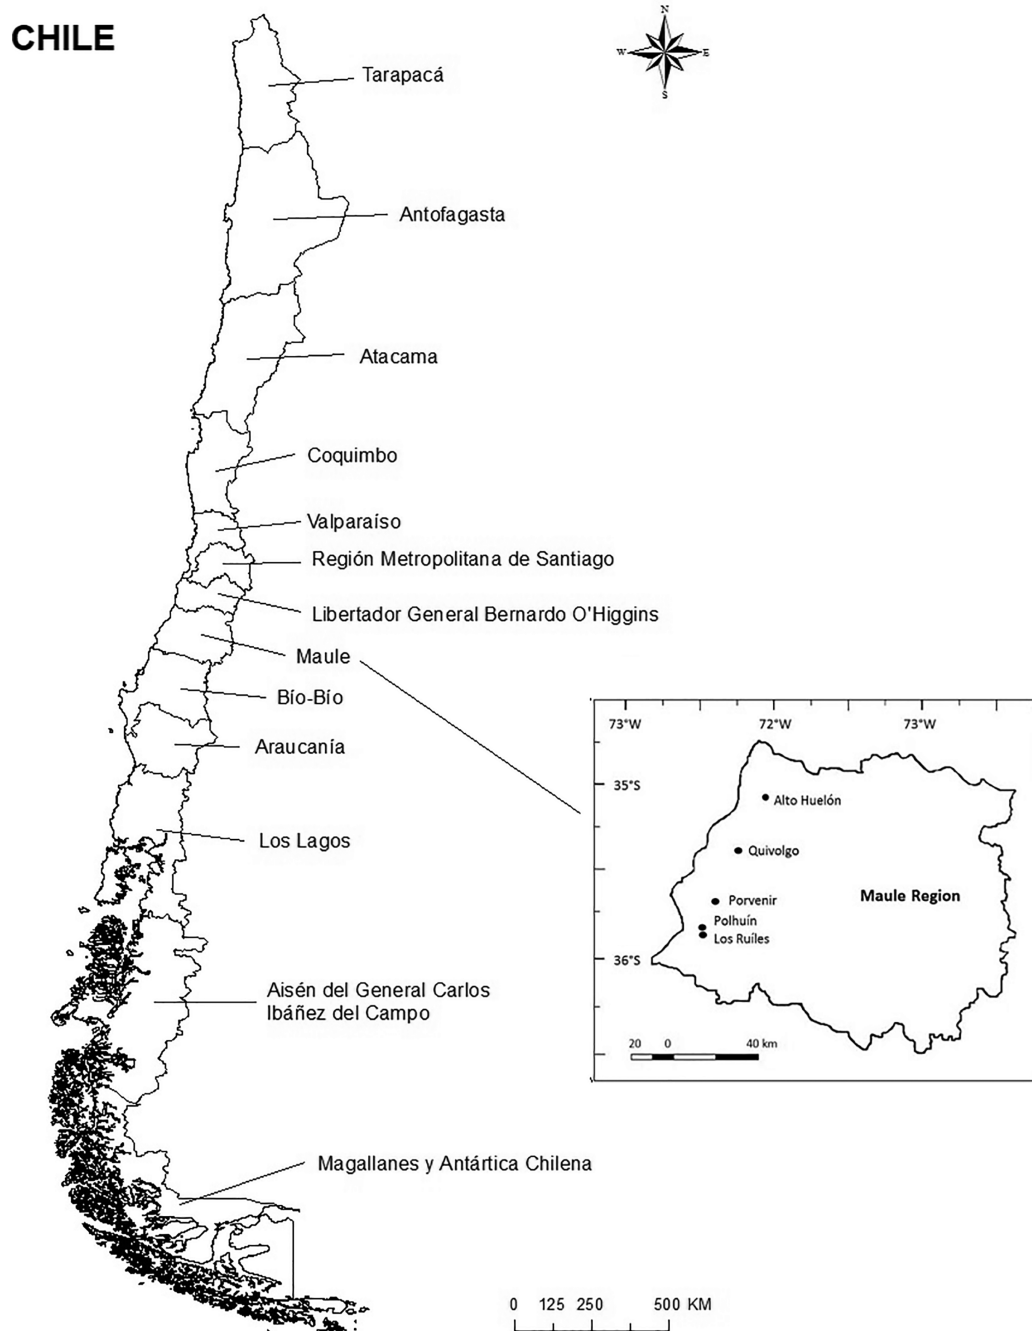 CHILE
N
W E
S
Tarapacá
Antofagasta
Atacama
Coquimbo
Valparaíso
Región Metropolitana de Santiago
Libertador General Bernardo O'Higgins
Maule
Bío-Bío
Araucanía
Los Lagos
Aisén del General Carlos
Ibáñez del Campo
Magallanes y Antártica Chilena
73°W 72°W 73°W
35°S
36°S
Alto Huelón
Quivolgo
Porvenir
Polhuín
Los Ruíles
Maule Region
20 0 40 km
0 125 250 500 KM